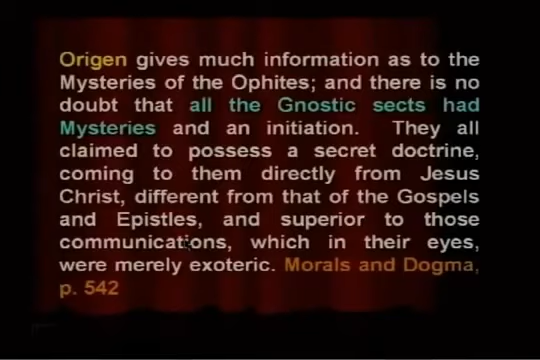 Origen gives much information as to the
Mysteries of the Ophites; and there is no
doubt that all the Gnostic sects had
Mysteries and an initiation. They all
claimed to possess a secret doctrine,
coming to them directly from Jesus
Christ, different from that of the Gospels
and Epistles, and superior to those
communications, which in their eyes,
were merely exoteric. Morals and Dogma,
p. 542